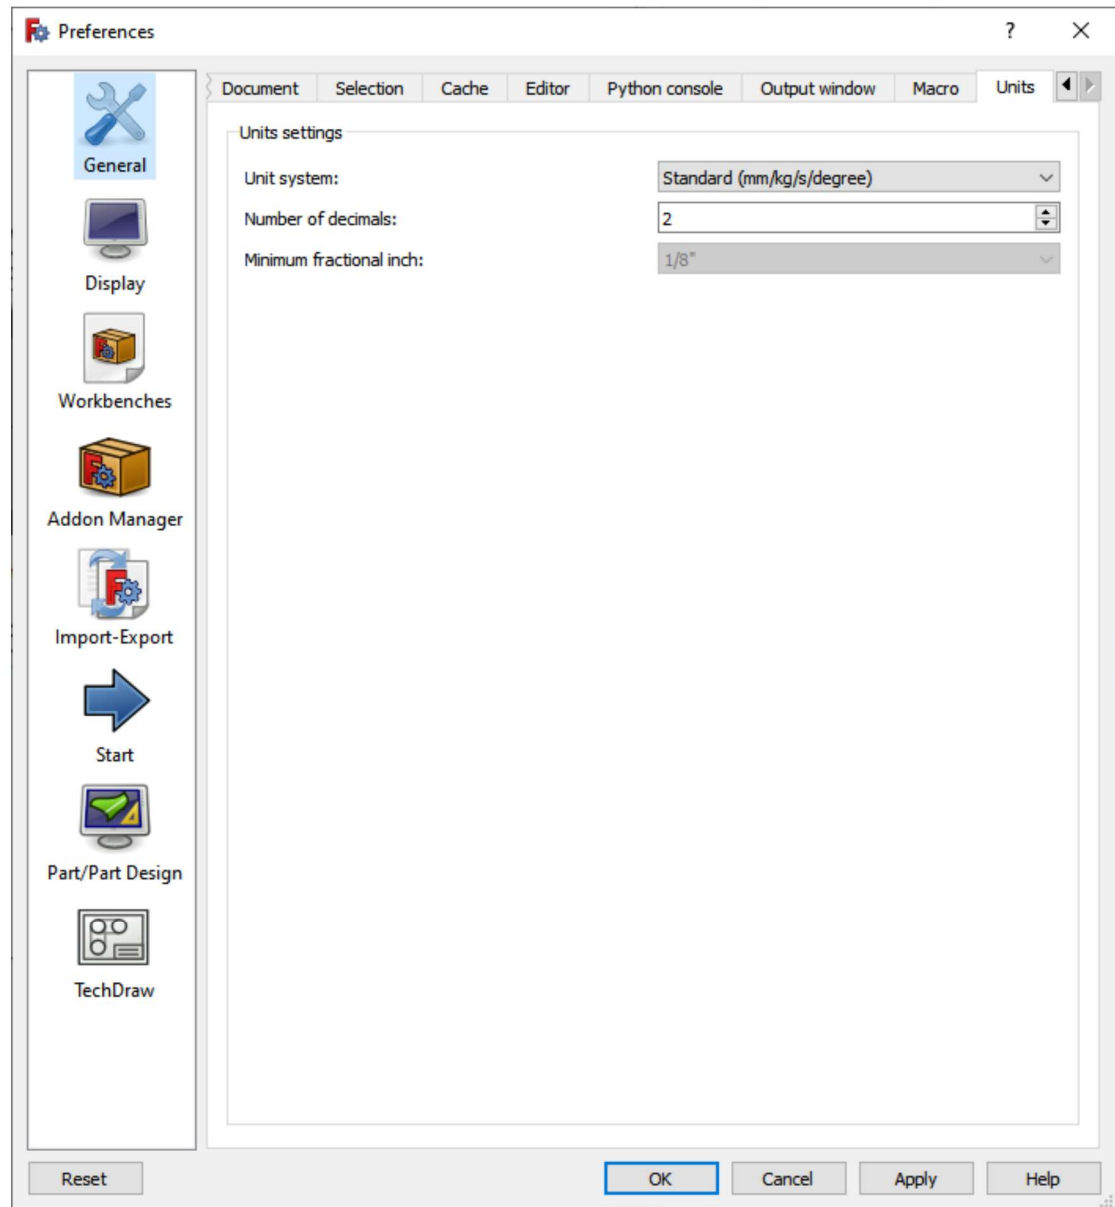 Preferences
?
Document Selection Cache Editor Python console Output window Macro Units
General
Display
Workbenches
Addon Manager
Import-Export
Start
Part/Part Design
TechDraw
Units settings
Unit system: Standard (mm/kg/s/degree)
Number of decimals: 2
Minimum fractional inch: 1/8"
Reset OK Cancel Apply Help